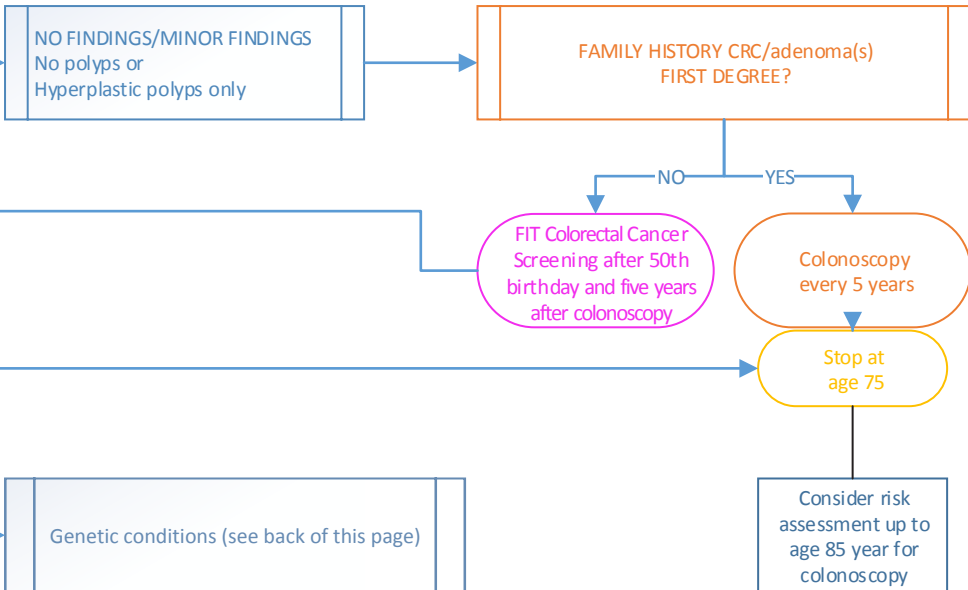 NO FINDINGS/MINOR FINDINGS
No polyps or
Hyperplastic polyps only
FAMILY HISTORY CRC/adenoma(s)
FIRST DEGREE?
NO
YES
FIT Colorectal Cancer
Screening after 50th
birthday and five years
after colonoscopy
Colonoscopy
every 5 years
Stop at
age 75
Genetic conditions (see back of this page)
Consider risk
assessment up to
age 85 year for
colonoscopy